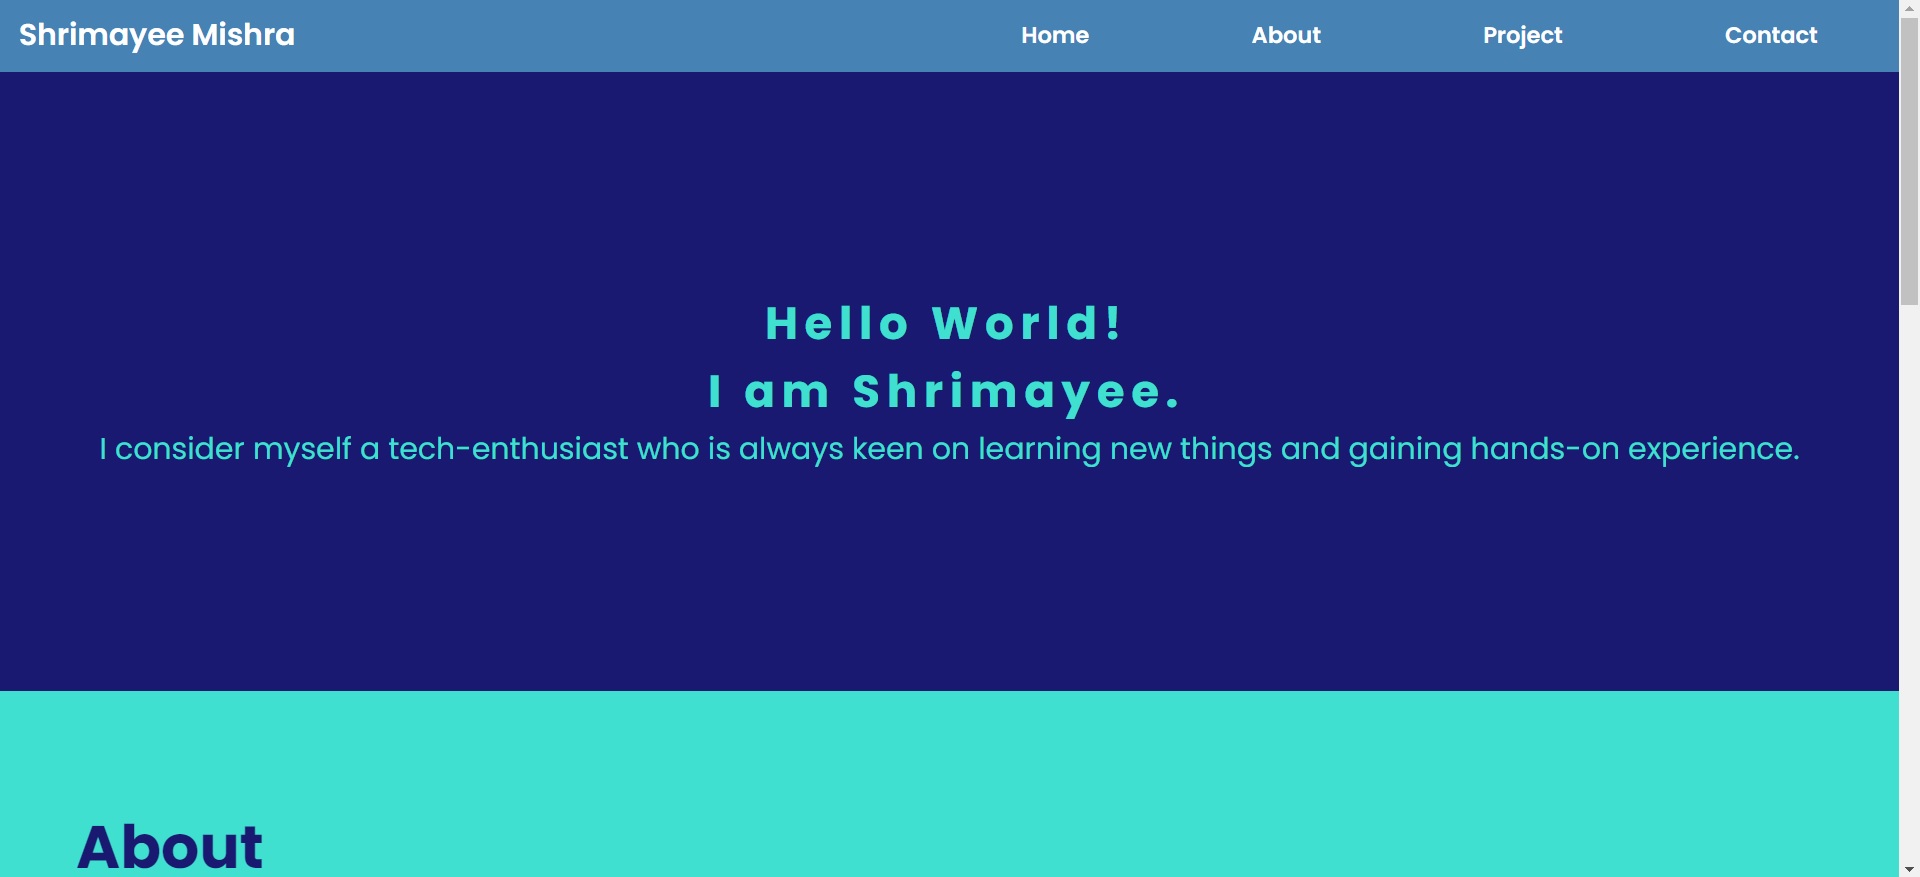 Shrimayee Mishra Home About Project Contact
Hello World!
I am Shrimayee.
I consider myself a tech-enthusiast who is always keen on learning new things and gaining hands-on experience.
About